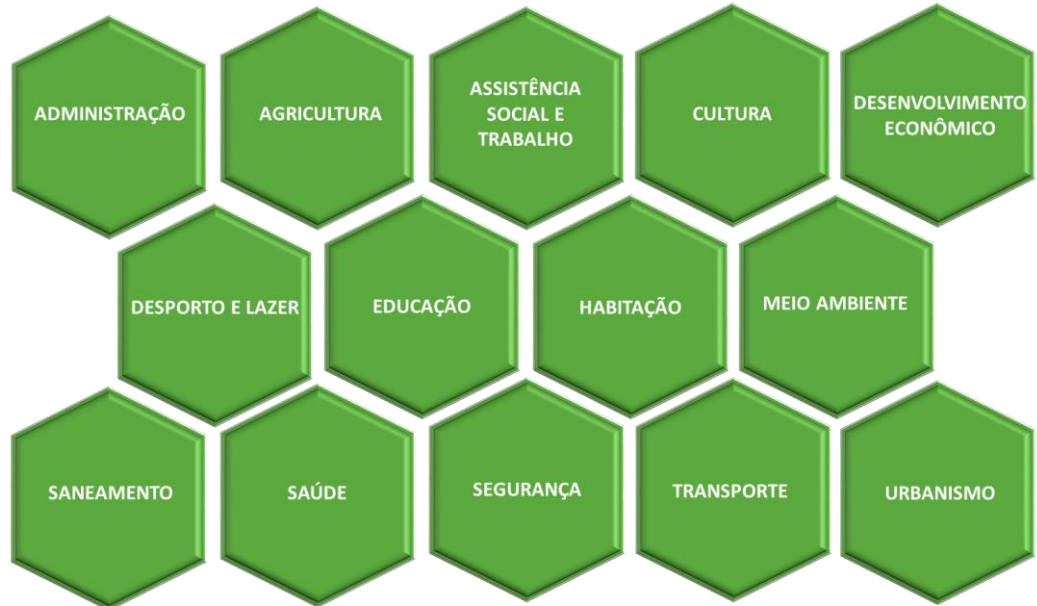 ADMINISTRAÇÃO
AGRICULTURA
ASSISTÊNCIA
SOCIAL E
TRABALHO
CULTURA
DESENVOLVIMENTO
ECONÔMICO
DESPORTO E LAZER
EDUCAÇÃO
HABITAÇÃO
MEIO AMBIENTE
SANEAMENTO
SAÚDE
SEGURANÇA
TRANSPORTE
URBANISMO